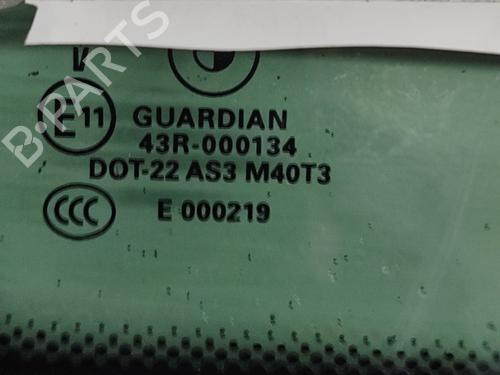 V
E 11
GUARDIAN
43R-000134
DOT-22 AS3 M40T3
CCC
E 000219
B-PARTS